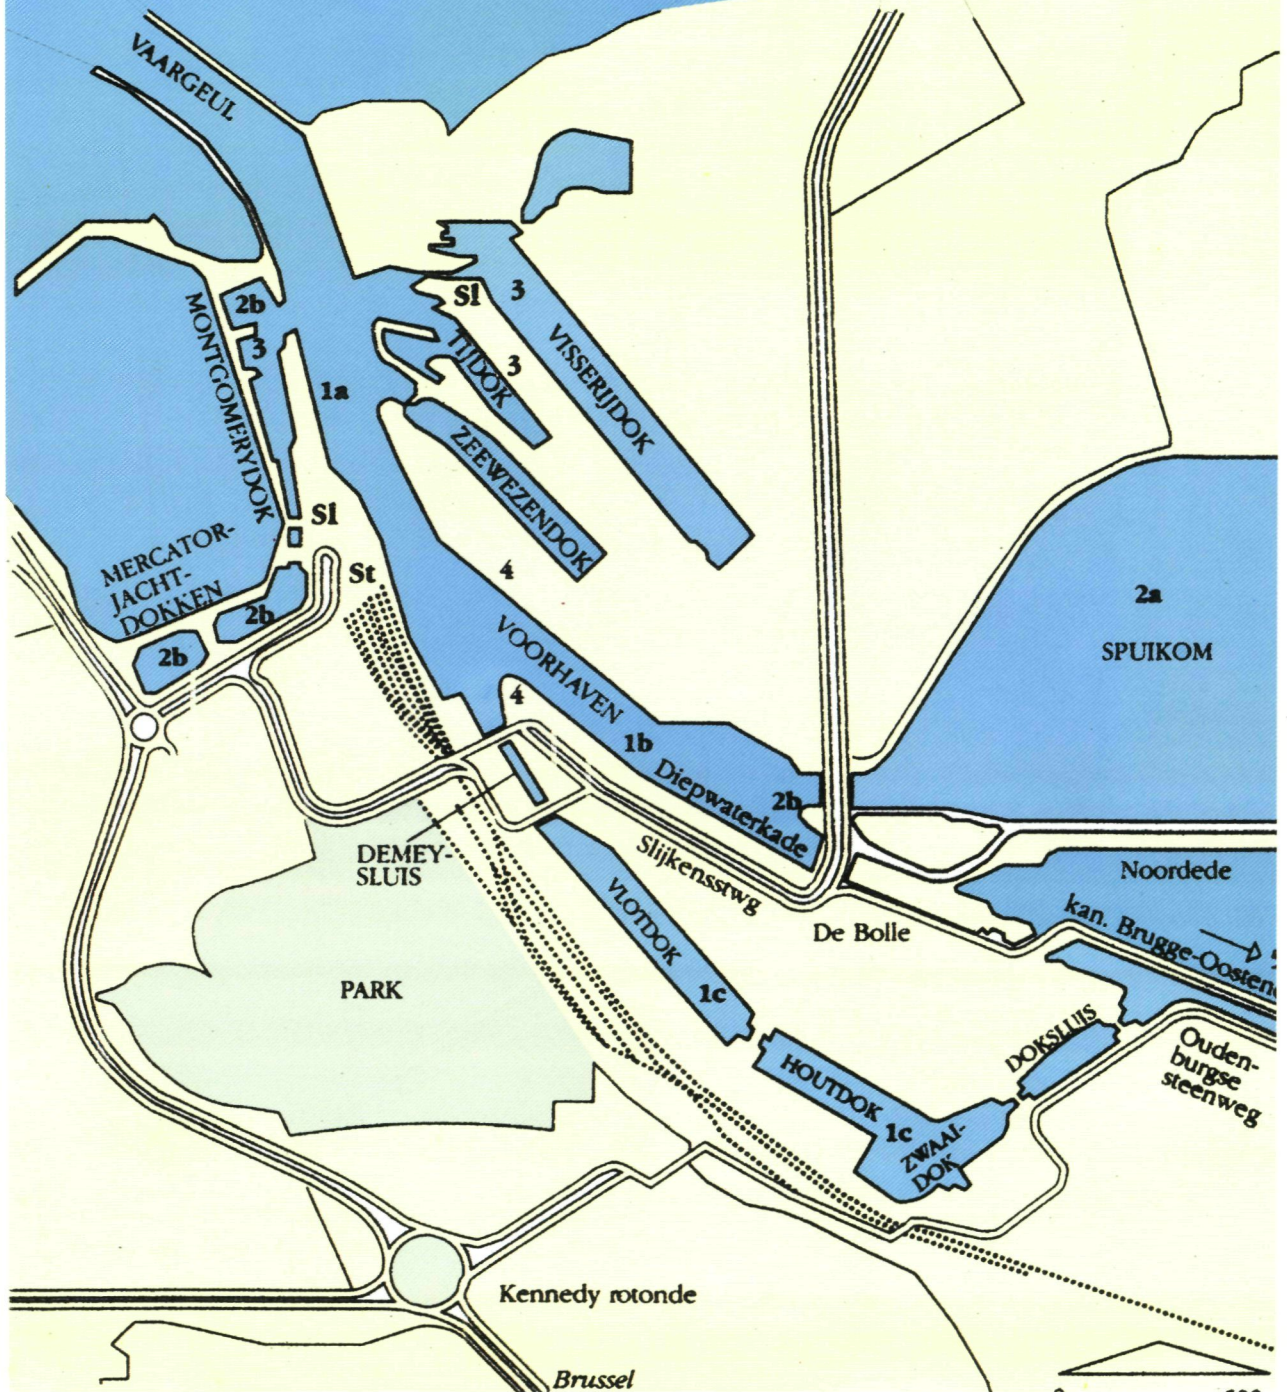 VAARGEUL
2b
3
MONTGOMERYDOK
1a
Sl
3
3
TIJDOK
VISSERIJDOK
ZEEWEZENDOK
Sl
MERCATOR-
JACHT-
DOKKEN
St
2b
2b
4
2a
SPUIKOM
VOORHAVEN
4
1b
Diepwaterkade
2b
DEMEY-
SLUIS
Slijkensstwg
De Bolle
Noordede
kan. Brugge-Oostend
VLOTDOK
1c
PARK
DOKSLUIS
Ouden-
burgse
steenweg
HOUTDOK
1c
ZWAAI-
DOK
Kennedy rotonde
Brussel